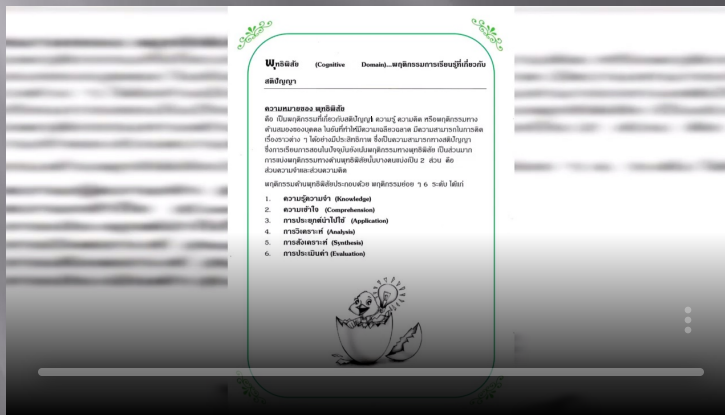 พุทธิพิสัย (Cognitive Domain)...พฤติกรรมการเรียนรู้ที่เกี่ยวกับ
สติปัญญา
ความหมายของ พุทธิพิสัย
คือ เป็นพฤติกรรมที่เกี่ยวกับสติปัญญา ความรู้ ความคิด หรือพฤติกรรมทาง
ด้านสมองของบุคคล ในอันที่ทำให้มีความเฉลียวฉลาด มีความสามารถในการคิด
เรื่องราวต่าง ๆ ได้อย่างมีประสิทธิภาพ ซึ่งเป็นความสามารถทางสติปัญญา
ซึ่งการเรียนการสอนในปัจจุบันยังเน้นพฤติกรรมทางพุทธิพิสัย เป็นส่วนมาก
การแบ่งพฤติกรรมทางด้านพุทธิพิสัยนั้นบางคนแบ่งเป็น 2 ส่วน คือ
ส่วนความจำและส่วนความคิด
พฤติกรรมด้านพุทธิพิสัยประกอบด้วย พฤติกรรมย่อย ๆ 6 ระดับ ได้แก่
1. ความรู้ความจำ (Knowledge)
2. ความเข้าใจ (Comprehension)
3. การประยุกต์นำไปใช้ (Application)
4. การวิเคราะห์ (Analysis)
5. การสังเคราะห์ (Synthesis)
6. การประเมินค่า (Evaluation)